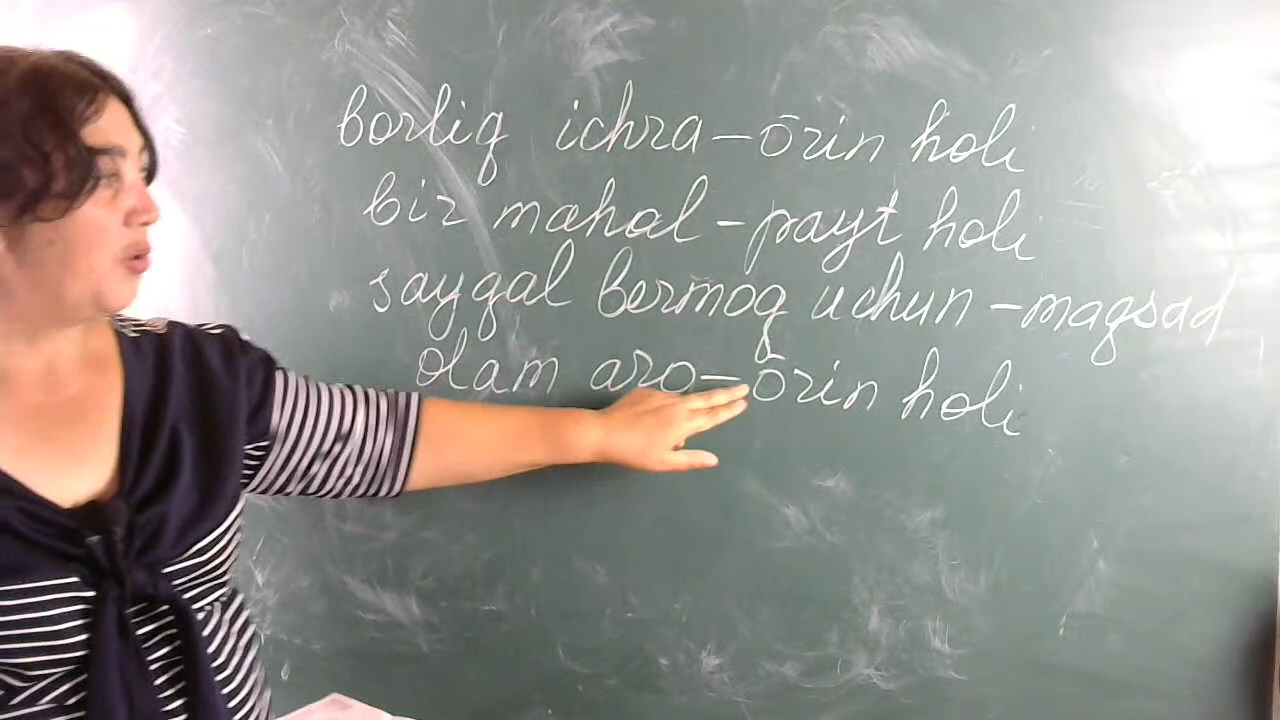 borliq ichra – ōrin holi
bir mahal – payt holi
sayqal bermoq uchun – maqsad
olam aro – ōrin holi